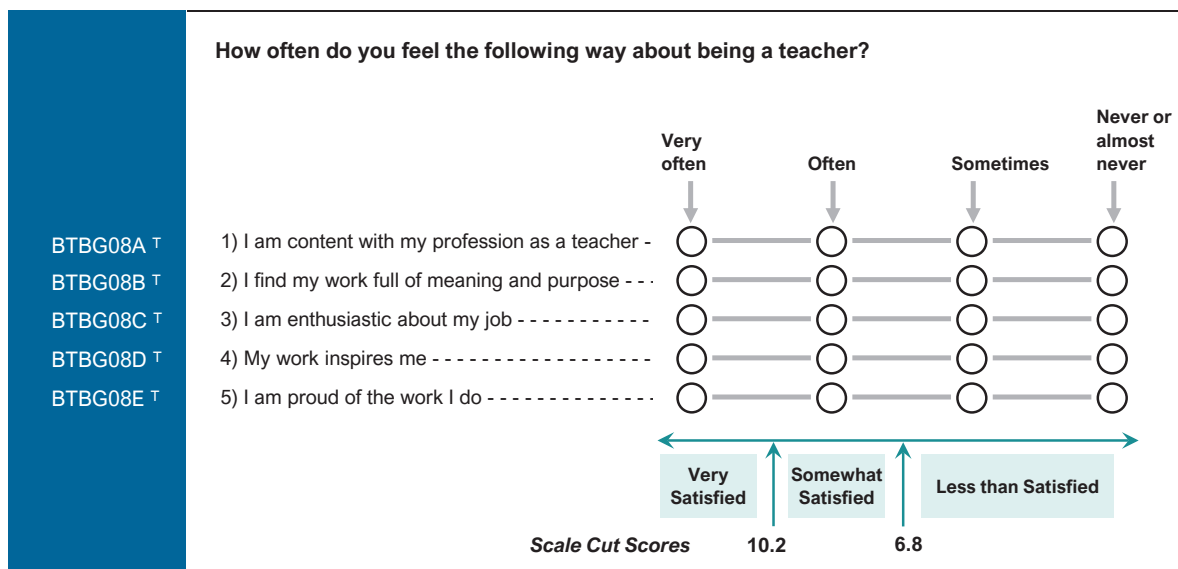 How often do you feel the following way about being a teacher?
Never or
almost
never
Very
often
Often
Sometimes
BTBG08A ᵀ 1) I am content with my profession as a teacher -
BTBG08B ᵀ 2) I find my work full of meaning and purpose - - -
BTBG08C ᵀ 3) I am enthusiastic about my job - - - - - - - - - - -
BTBG08D ᵀ 4) My work inspires me - - - - - - - - - - - - - - - - - -
BTBG08E ᵀ 5) I am proud of the work I do - - - - - - - - - - - - - -
Very
Satisfied
Somewhat
Satisfied
Less than Satisfied
Scale Cut Scores 10.2 6.8